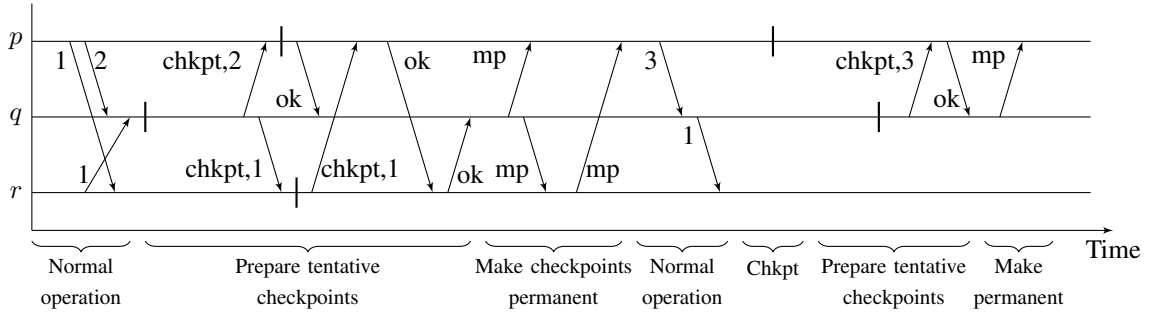 p
1
2
chkpt,2
ok
mp
3
chkpt,3
mp
ok
ok
q
1
1
chkpt,1
chkpt,1
ok
mp
mp
r
Time
Normal
operation
Prepare tentative
checkpoints
Make checkpoints
permanent
Normal
operation
Chkpt
Prepare tentative
checkpoints
Make
permanent